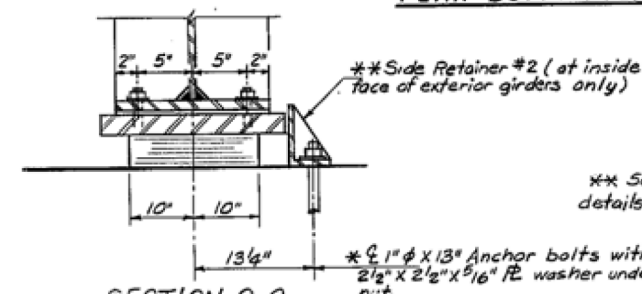 2" 5" 5" 2"
**Side Retainer #2 (at inside
face of exterior girders only)
details
10" 10"
13¼"
* ℄ 1" φ X 13" Anchor bolts with
2½" X 2½" X 5/16" ℞ washer under
nut